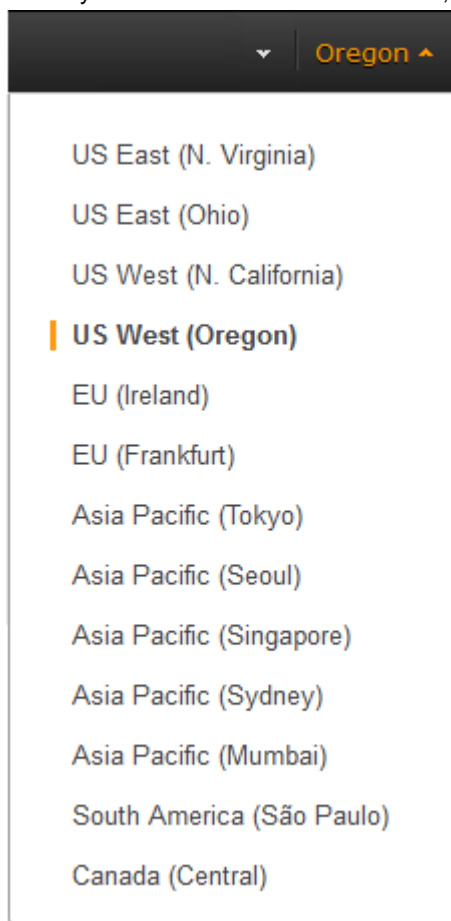 Oregon
US East (N. Virginia)
US East (Ohio)
US West (N. California)
US West (Oregon)
EU (Ireland)
EU (Frankfurt)
Asia Pacific (Tokyo)
Asia Pacific (Seoul)
Asia Pacific (Singapore)
Asia Pacific (Sydney)
Asia Pacific (Mumbai)
South America (São Paulo)
Canada (Central)